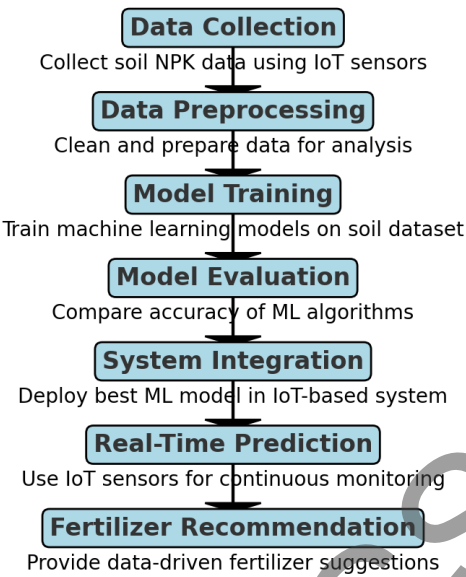 Data Collection
Collect soil NPK data using IoT sensors
Data Preprocessing
Clean and prepare data for analysis
Model Training
Train machine learning models on soil dataset
Model Evaluation
Compare accuracy of ML algorithms
System Integration
Deploy best ML model in IoT-based system
Real-Time Prediction
Use IoT sensors for continuous monitoring
Fertilizer Recommendation
Provide data-driven fertilizer suggestions